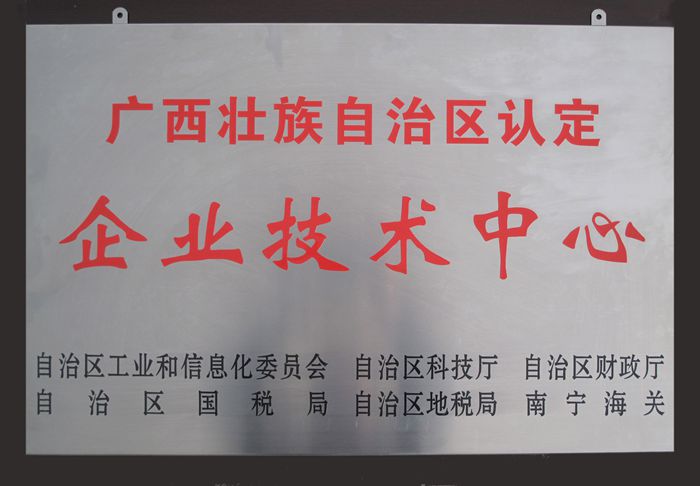 广西壮族自治区认定
企业技术中心
自治区工业和信息化委员会 自治区科技厅 自治区财政厅
自治区国税局 自治区地税局 南宁海关